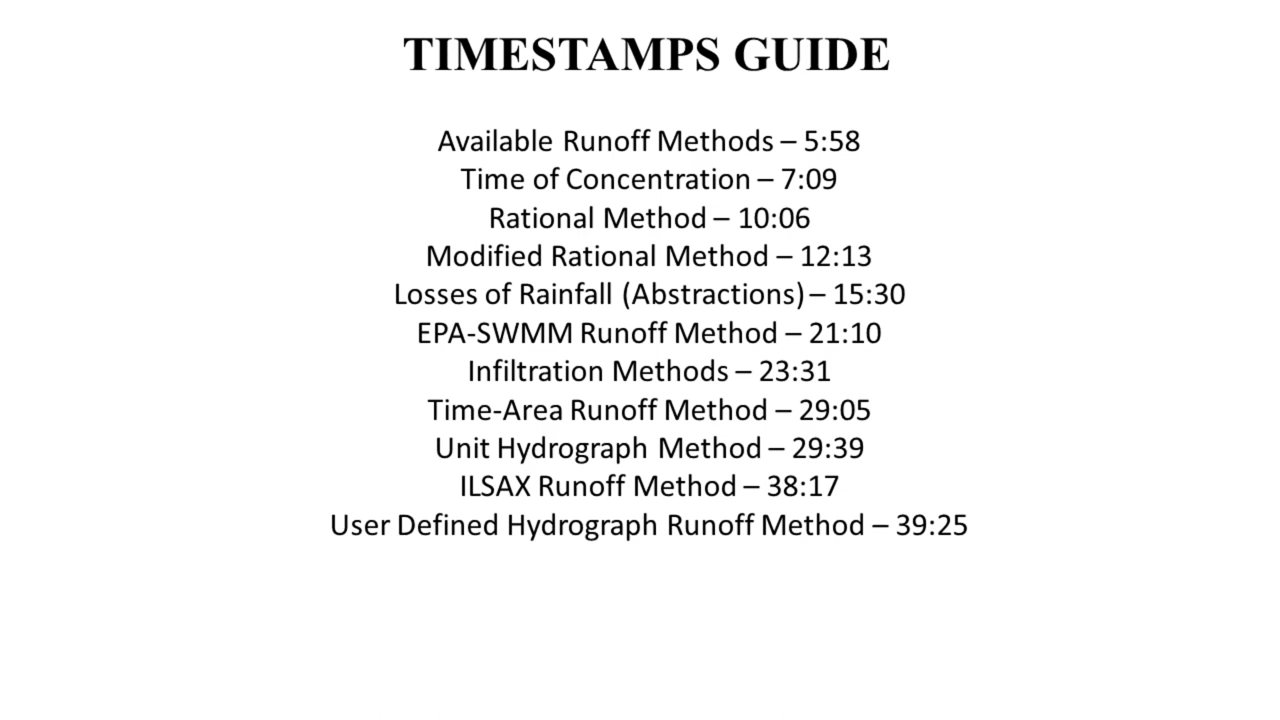 TIMESTAMPS GUIDE
Available Runoff Methods – 5:58
Time of Concentration – 7:09
Rational Method – 10:06
Modified Rational Method – 12:13
Losses of Rainfall (Abstractions) – 15:30
EPA-SWMM Runoff Method – 21:10
Infiltration Methods – 23:31
Time-Area Runoff Method – 29:05
Unit Hydrograph Method – 29:39
ILSAX Runoff Method – 38:17
User Defined Hydrograph Runoff Method – 39:25